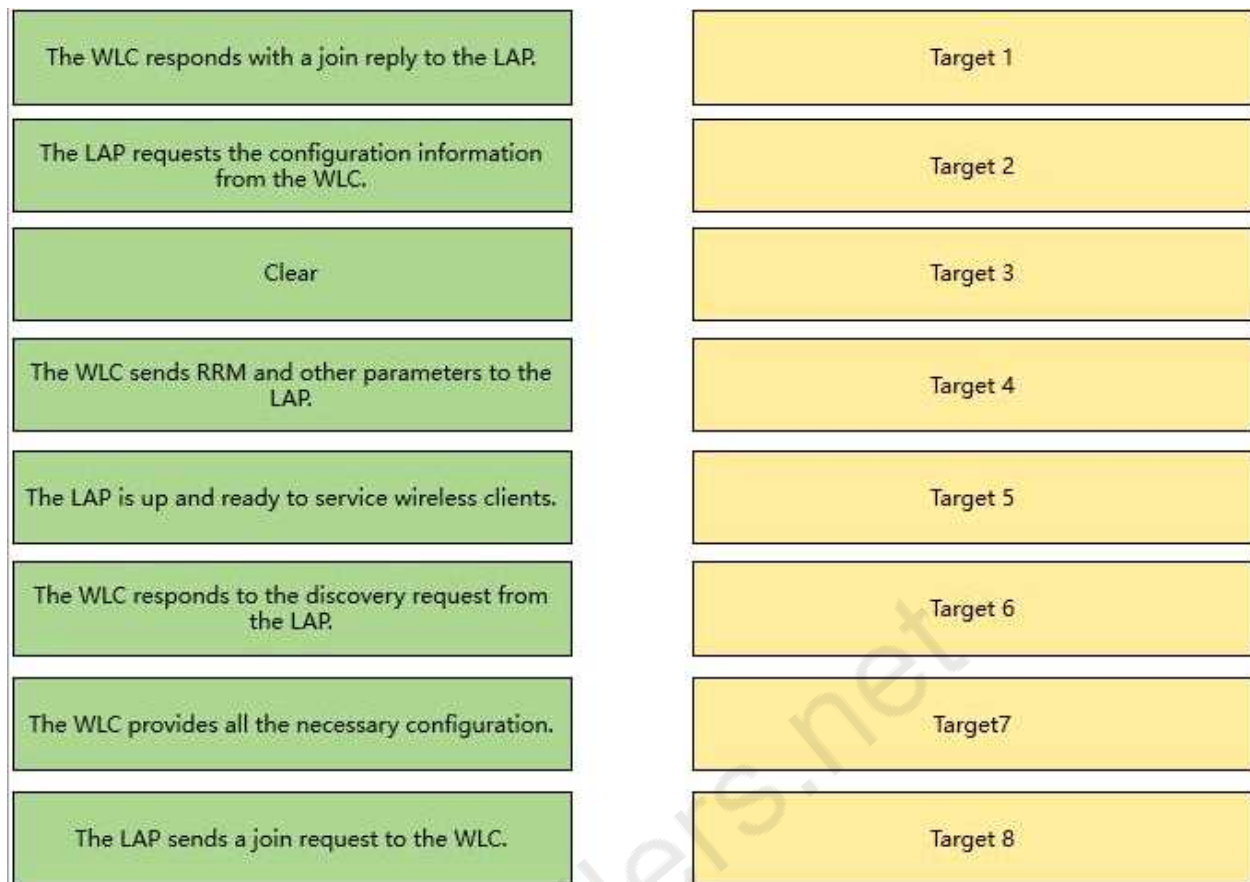 The WLC responds with a join reply to the LAP.
Target 1
The LAP requests the configuration information
from the WLC.
Target 2
Clear
Target 3
The WLC sends RRM and other parameters to the
LAP.
Target 4
The LAP is up and ready to service wireless clients.
Target 5
The WLC responds to the discovery request from
the LAP.
Target 6
The WLC provides all the necessary configuration.
Target7
The LAP sends a join request to the WLC.
Target 8